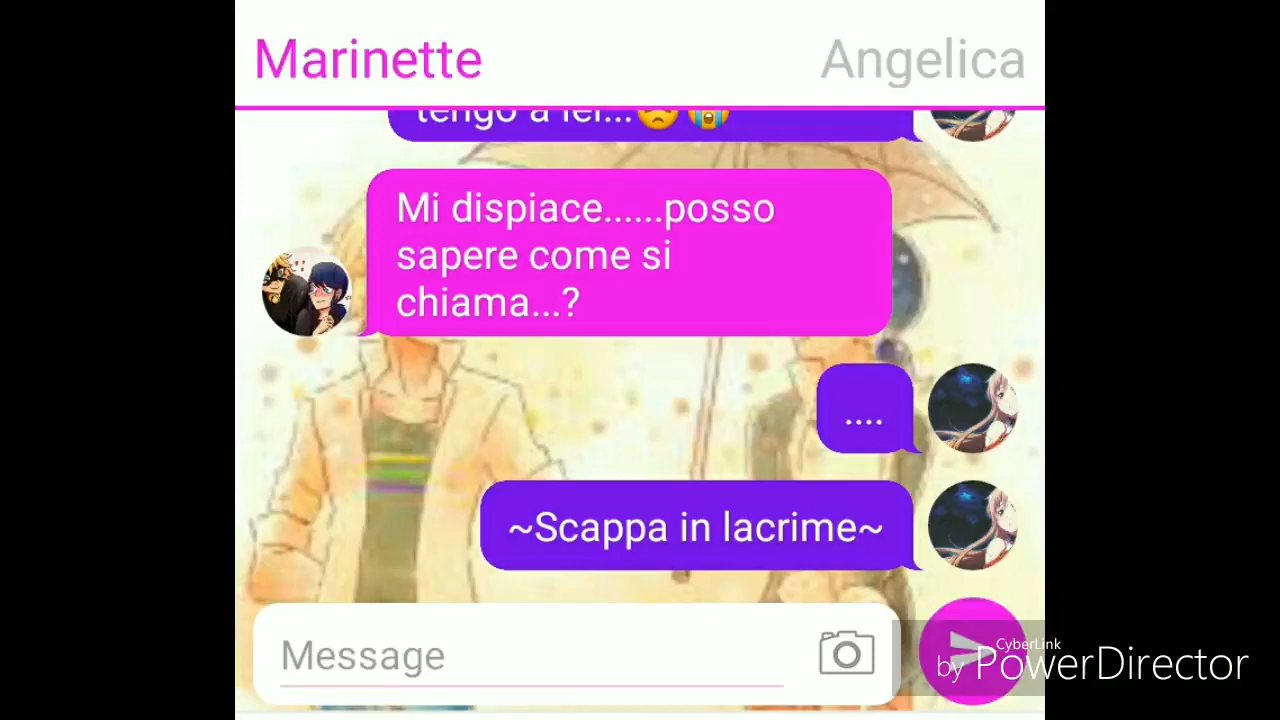 Marinette
Angelica
tengo a lei...
Mi dispiace......posso
sapere come si
chiama...?
....
~Scappa in lacrime~
Message
CyberLink
by PowerDirector